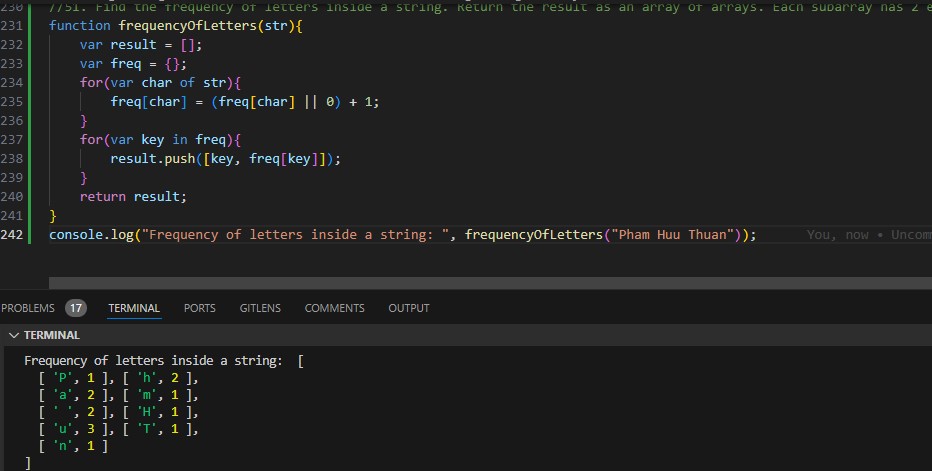 230 //51. Find the frequency of letters inside a string. Return the result as an array of arrays. Each subarray has 2
231 function frequencyOfLetters(str){
232     var result = [];
233     var freq = {};
234     for(var char of str){
235         freq[char] = (freq[char] || 0) + 1;
236     }
237     for(var key in freq){
238         result.push([key, freq[key]]);
239     }
240     return result;
241 }
242 console.log("Frequency of letters inside a string: ", frequencyOfLetters("Pham Huu Thuan")); You, now • Uncom
PROBLEMS 17 TERMINAL PORTS GITLENS COMMENTS OUTPUT
TERMINAL
Frequency of letters inside a string:  [
  [ 'P', 1 ], [ 'h', 2 ],
  [ 'a', 2 ], [ 'm', 1 ],
  [ ' ', 2 ], [ 'H', 1 ],
  [ 'u', 3 ], [ 'T', 1 ],
  [ 'n', 1 ]
]